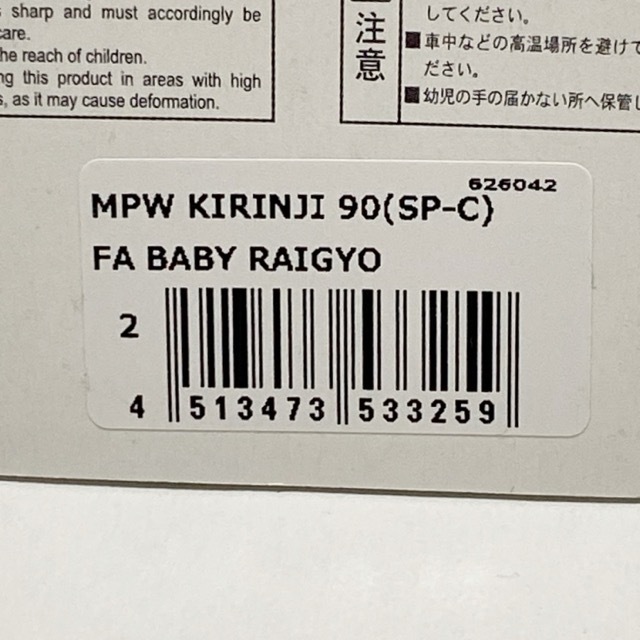 sharp and must accordingly be
care.
he reach of children.
ng this product in areas with high
, as it may cause deformation.
注意
してください。
■車中などの高温場所を避けて
ださい。
■幼児の手の届かない所へ保管し
626042
MPW KIRINJI 90(SP-C)
FA BABY RAIGYO
2
4 513473 533259